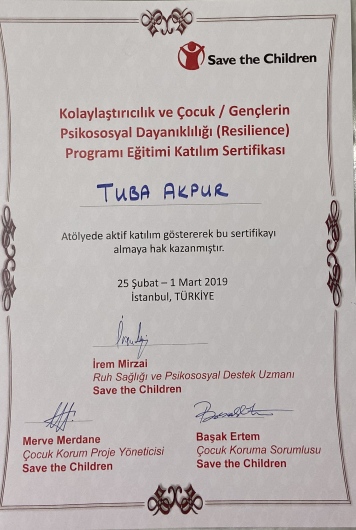 Save the Children
Kolaylaştırıcılık ve Çocuk / Gençlerin
Psikososyal Dayanıklılığı (Resilience)
Programı Eğitimi Katılım Sertifikası
TUBA AKPUR
Atölyede aktif katılım göstererek bu sertifikayı
almaya hak kazanmıştır.
25 Şubat – 1 Mart 2019
İstanbul, TÜRKİYE
İrem Mirzai
Ruh Sağlığı ve Psikososyal Destek Uzmanı
Save the Children
Merve Merdane
Çocuk Korum Proje Yöneticisi
Save the Children
Başak Ertem
Çocuk Koruma Sorumlusu
Save the Children